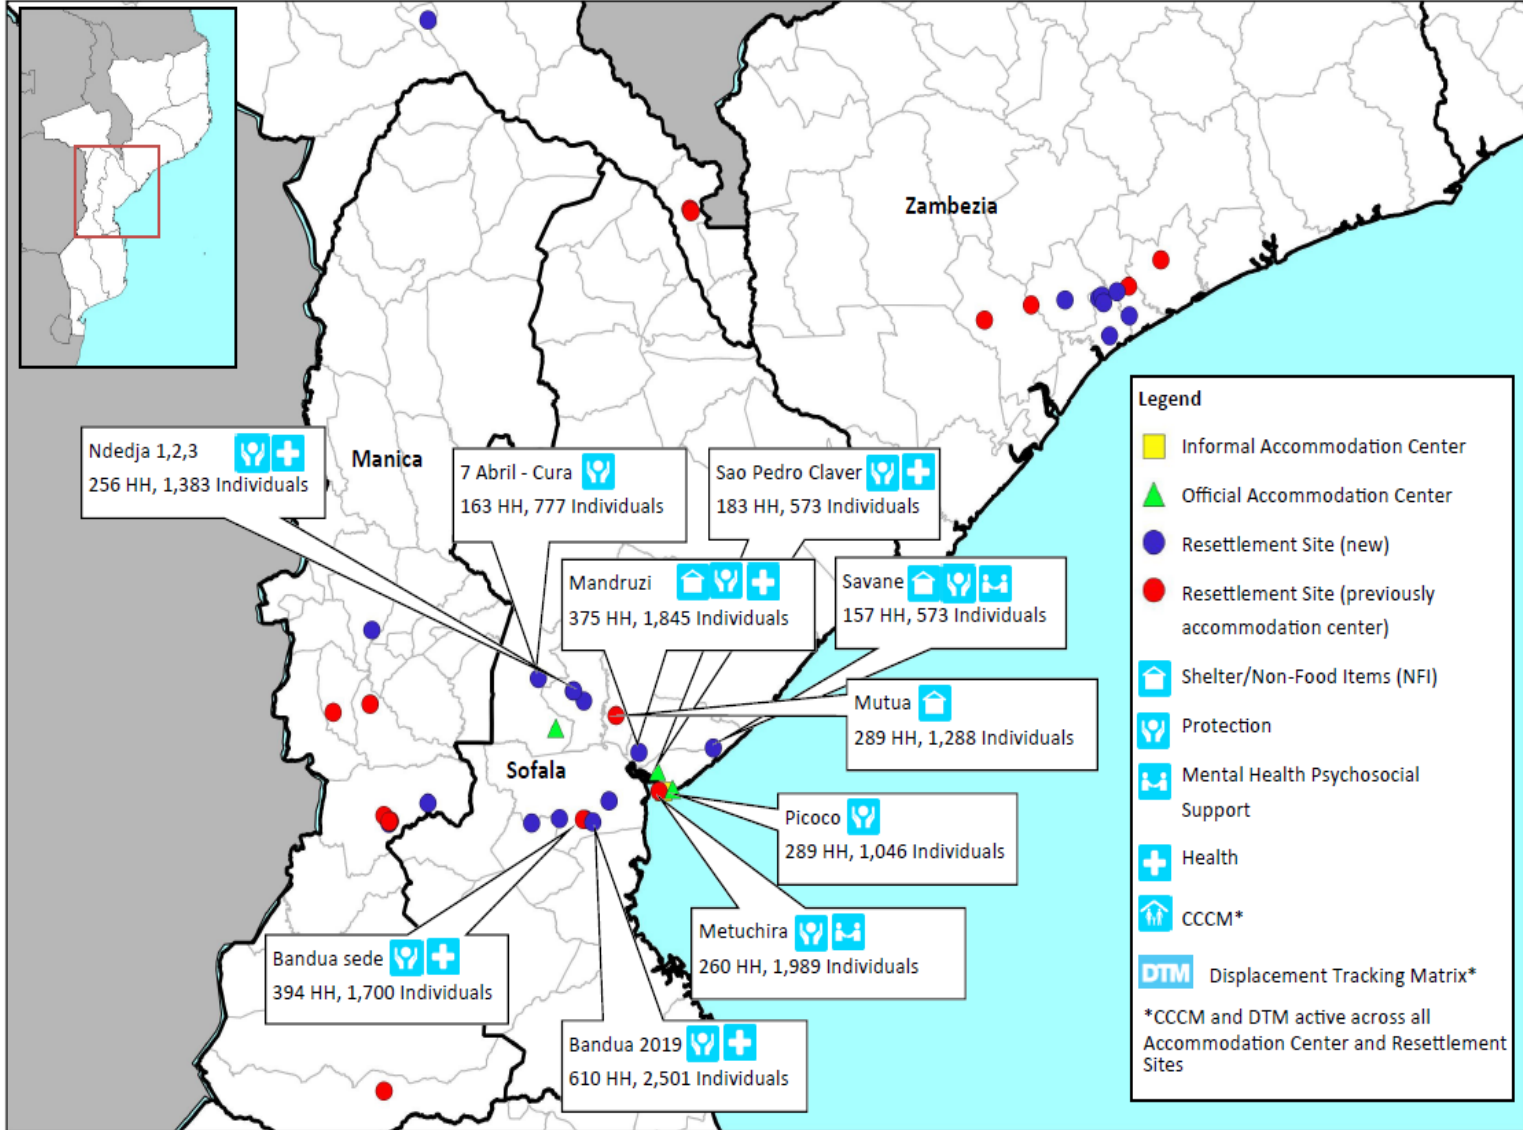 Zambezia
Manica
Sofala
Ndedja 1,2,3
256 HH, 1,383 Individuals
7 Abril - Cura
163 HH, 777 Individuals
Sao Pedro Claver
183 HH, 573 Individuals
Mandruzi
375 HH, 1,845 Individuals
Savane
157 HH, 573 Individuals
Mutua
289 HH, 1,288 Individuals
Picoco
289 HH, 1,046 Individuals
Metuchira
260 HH, 1,989 Individuals
Bandua sede
394 HH, 1,700 Individuals
Bandua 2019
610 HH, 2,501 Individuals
Legend
Informal Accommodation Center
Official Accommodation Center
Resettlement Site (new)
Resettlement Site (previously
accommodation center)
Shelter/Non-Food Items (NFI)
Protection
Mental Health Psychosocial
Support
Health
CCCM*
DTM Displacement Tracking Matrix*
*CCCM and DTM active across all
Accommodation Center and Resettlement
Sites